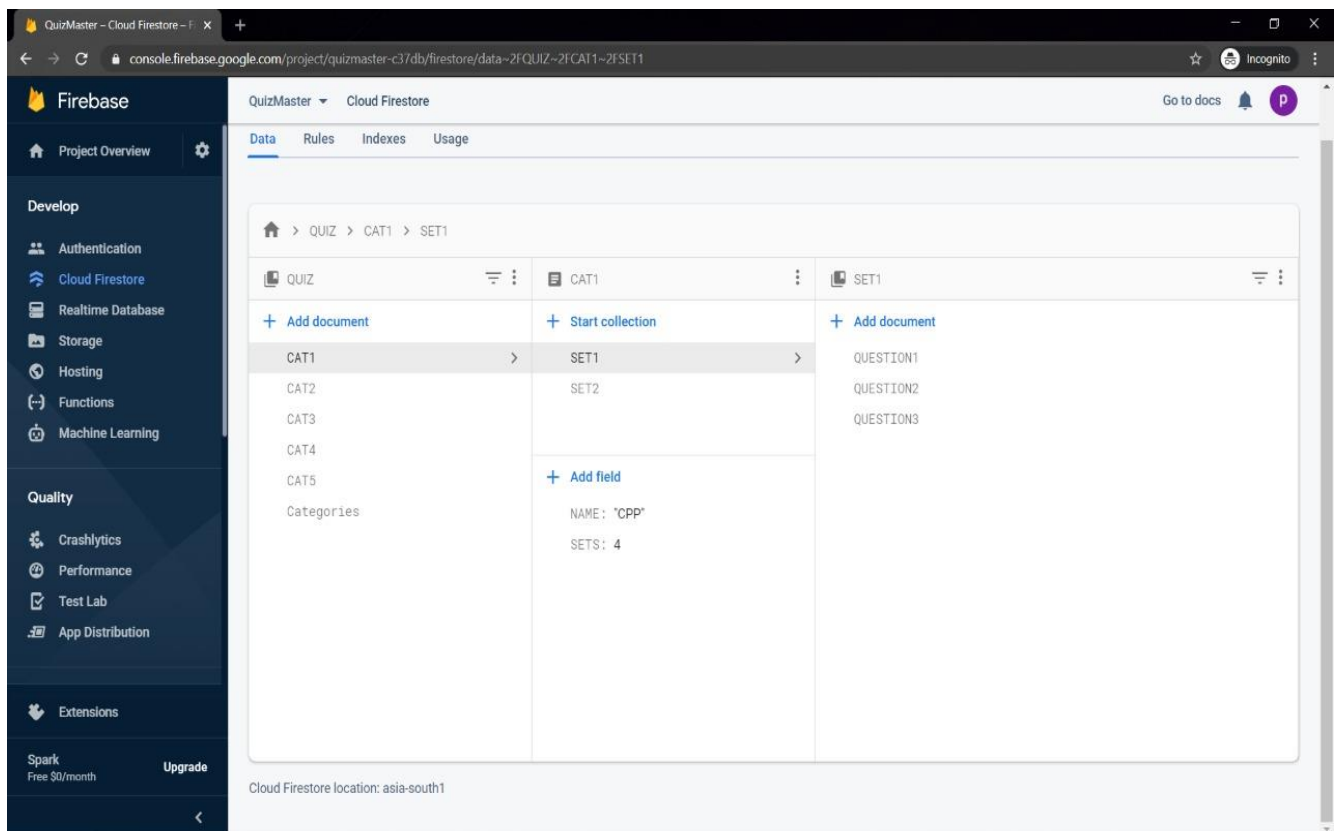 QuizMaster – Cloud Firestore – F
console.firebase.google.com/project/quizmaster-c37db/firestore/data~2FQUIZ~2FCAT1~2FSET1
Incognito
Firebase
Project Overview
Develop
Authentication
Cloud Firestore
Realtime Database
Storage
Hosting
Functions
Machine Learning
Quality
Crashlytics
Performance
Test Lab
App Distribution
Extensions
Spark
Free $0/month
Upgrade
QuizMaster Cloud Firestore
Go to docs
P
Data Rules Indexes Usage
> QUIZ > CAT1 > SET1
QUIZ
+ Add document
CAT1
CAT2
CAT3
CAT4
CAT5
Categories
CAT1
+ Start collection
SET1
SET2
+ Add field
NAME: "CPP"
SETS: 4
SET1
+ Add document
QUESTION1
QUESTION2
QUESTION3
Cloud Firestore location: asia-south1